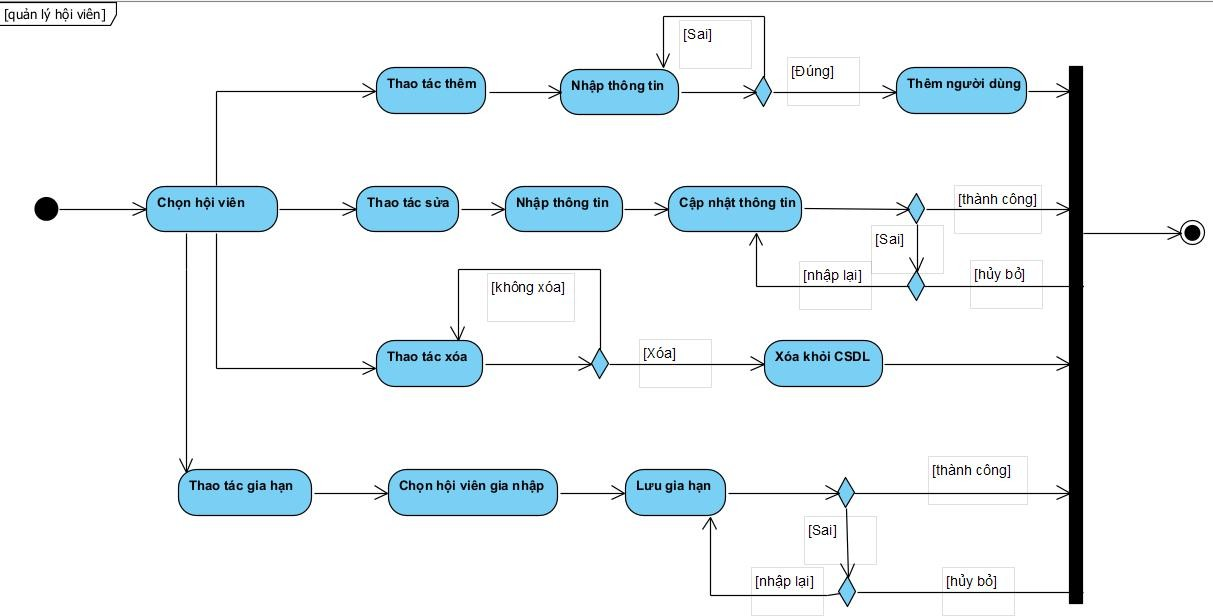 [quản lý hội viên]
[Sai]
[Đúng]
Thao tác thêm
Nhập thông tin
Thêm người dùng
Chọn hội viên
Thao tác sửa
Nhập thông tin
Cập nhật thông tin
[thành công]
[Sai]
[nhập lại]
[hủy bỏ]
[không xóa]
Thao tác xóa
[Xóa]
Xóa khỏi CSDL
Thao tác gia hạn
Chọn hội viên gia nhập
Lưu gia hạn
[thành công]
[Sai]
[nhập lại]
[hủy bỏ]